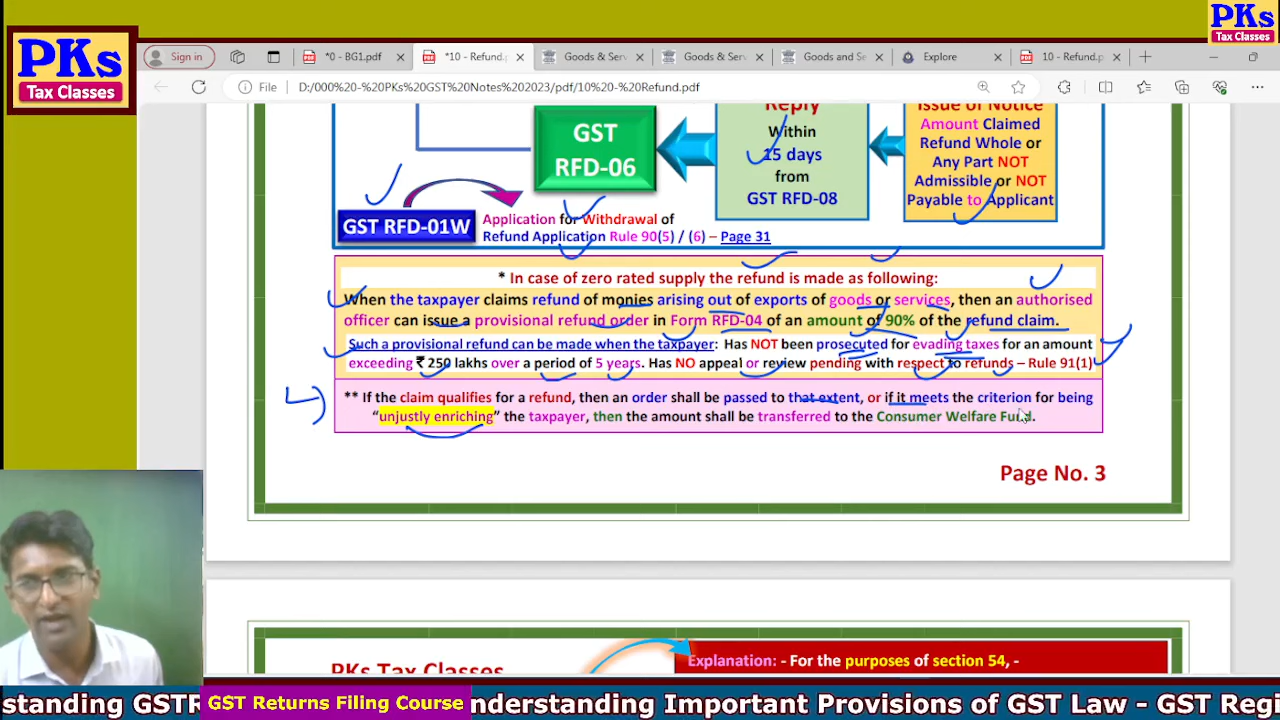 PKs
Tax Classes
PKs
Tax Classes
Sign in
*0 - BG1.pdf
*10 - Refund.p
Goods & Serv
Goods & Serv
Goods and Se
Explore
10 - Refund.p
File
D:/000%20-%20PKs%20GST%20Notes%202023/pdf/10%20-%20Refund.pdf
GST
RFD-06
Reply
Within
15 days
from
GST RFD-08
Issue of Notice
Amount Claimed
Refund Whole or
Any Part NOT
Admissible or NOT
Payable to Applicant
GST RFD-01W
Application for Withdrawal of
Refund Application Rule 90(5) / (6) – Page 31
* In case of zero rated supply the refund is made as following:
When the taxpayer claims refund of monies arising out of exports of goods or services, then an authorised
officer can issue a provisional refund order in Form RFD-04 of an amount of 90% of the refund claim.
Such a provisional refund can be made when the taxpayer: Has NOT been prosecuted for evading taxes for an amount
exceeding ₹ 250 lakhs over a period of 5 years. Has NO appeal or review pending with respect to refunds – Rule 91(1)
** If the claim qualifies for a refund, then an order shall be passed to that extent, or if it meets the criterion for being
“unjustly enriching” the taxpayer, then the amount shall be transferred to the Consumer Welfare Fund.
Page No. 3
PKs Tax Classes
Explanation: - For the purposes of section 54, -
standing GSTR
GST Returns Filing Course
nderstanding Important Provisions of GST Law - GST Regi